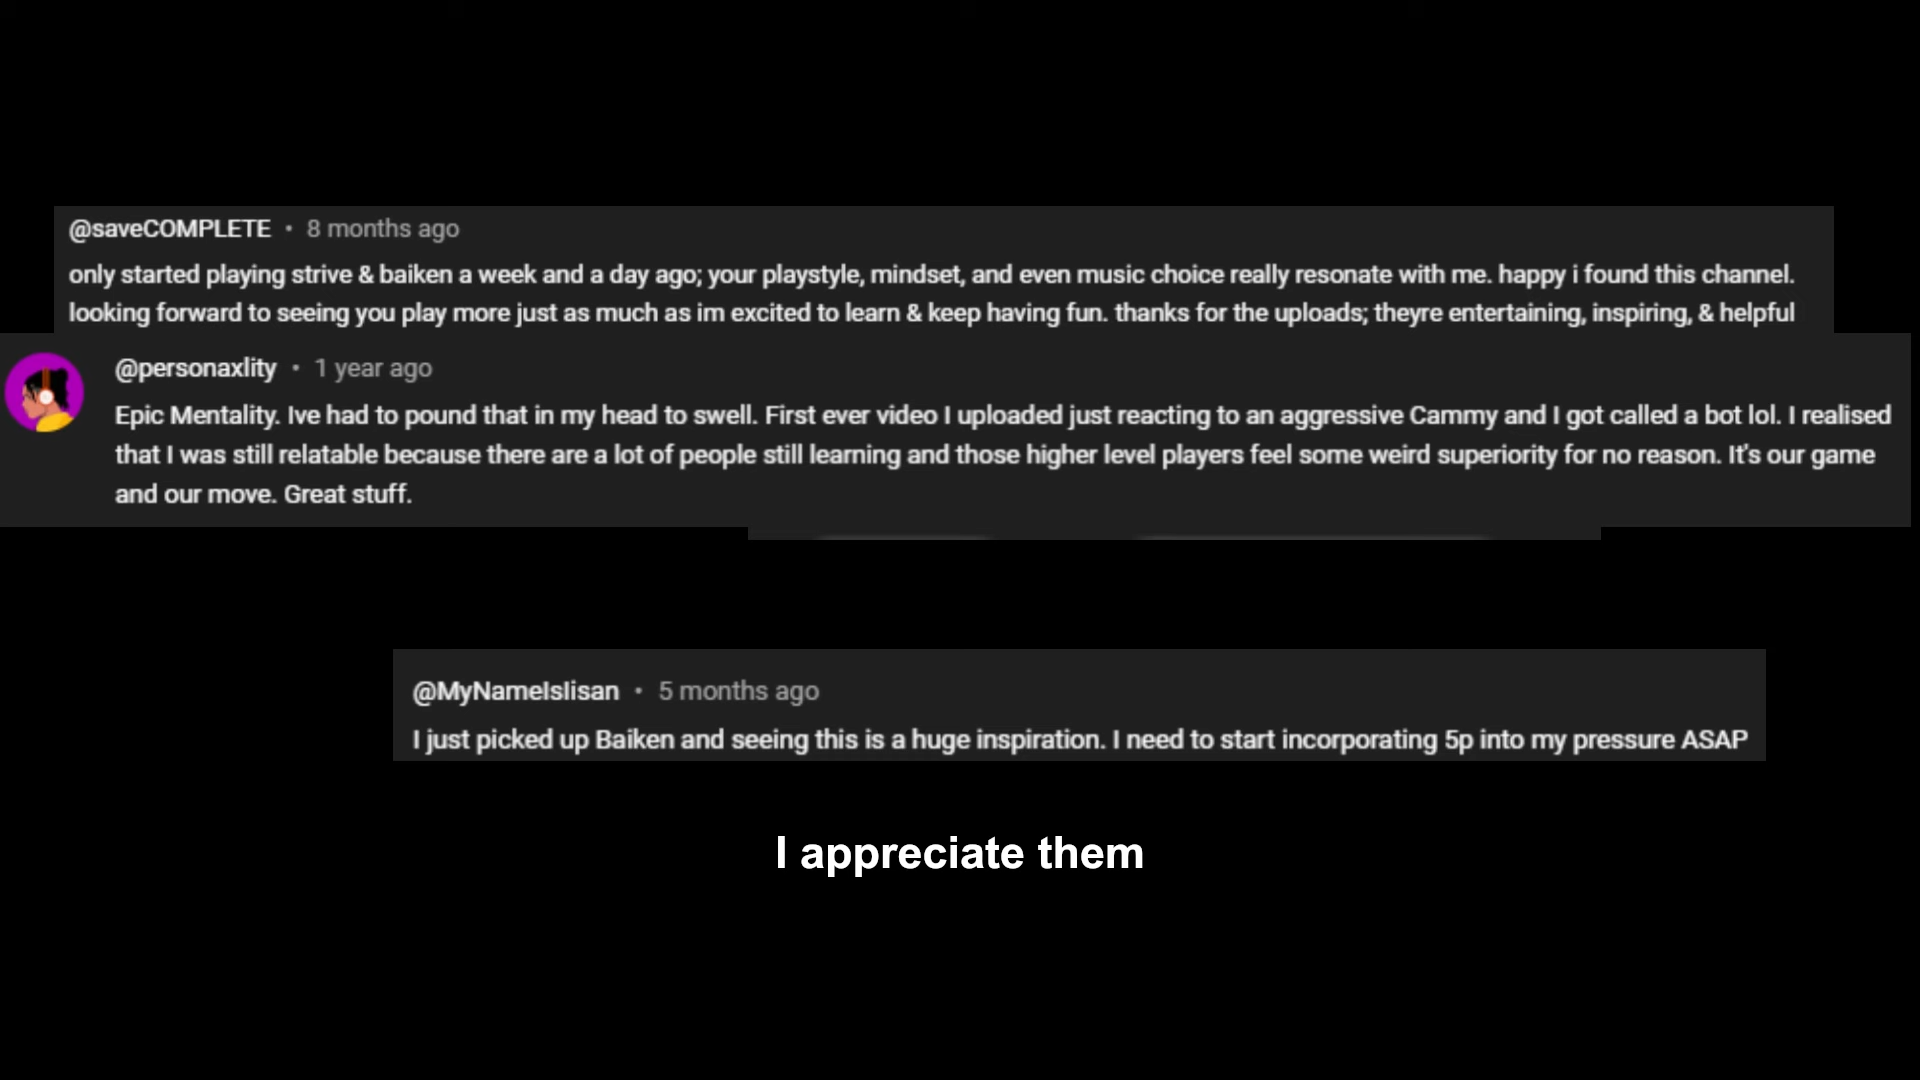 @saveCOMPLETE • 8 months ago
only started playing strive & baiken a week and a day ago; your playstyle, mindset, and even music choice really resonate with me. happy i found this channel.
looking forward to seeing you play more just as much as im excited to learn & keep having fun. thanks for the uploads; theyre entertaining, inspiring, & helpful
@personaxlity • 1 year ago
Epic Mentality. Ive had to pound that in my head to swell. First ever video I uploaded just reacting to an aggressive Cammy and I got called a bot lol. I realised
that I was still relatable because there are a lot of people still learning and those higher level players feel some weird superiority for no reason. It's our game
and our move. Great stuff.
@MyNameIsIisan • 5 months ago
I just picked up Baiken and seeing this is a huge inspiration. I need to start incorporating 5p into my pressure ASAP
I appreciate them